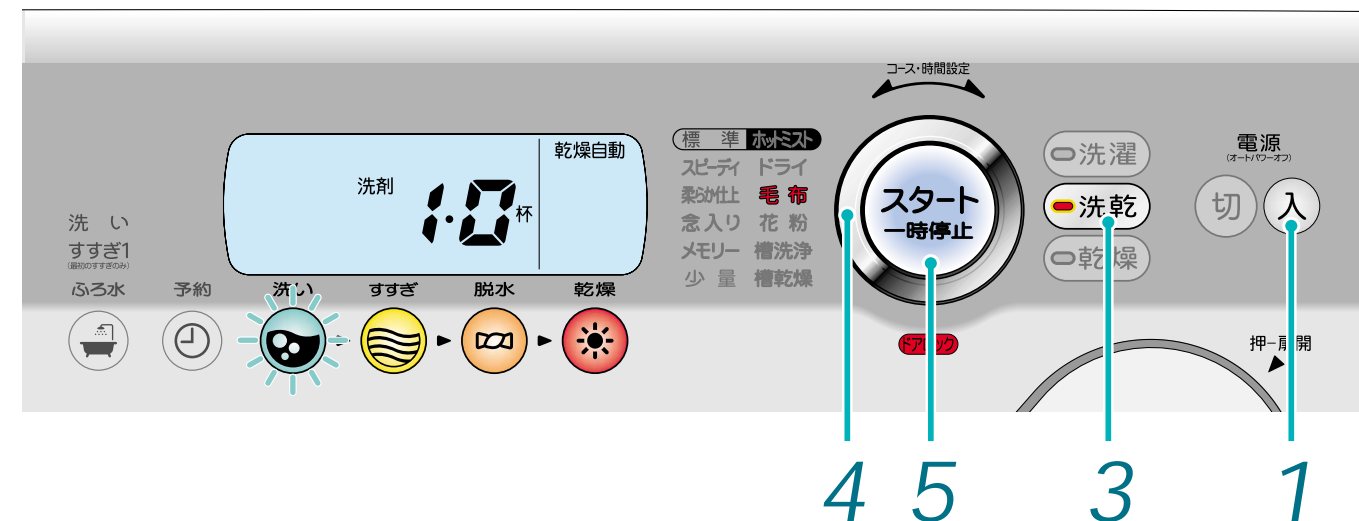 コース・時間設定
標 準 ホットミスト
スピーディ ドライ
柔らか仕上 毛 布
念入り 花 粉
メモリー 槽洗浄
少 量 槽乾燥
乾燥自動
洗剤 1.0 杯
洗 い
すすぎ1
(最初のすすぎのみ)
ふろ水 予約 洗い すすぎ 脱水 乾燥
スタート
一時停止
ドアロック
洗濯
洗乾
乾燥
電源
(オートパワーオフ)
切 入
押-扉開
4 5 3 1